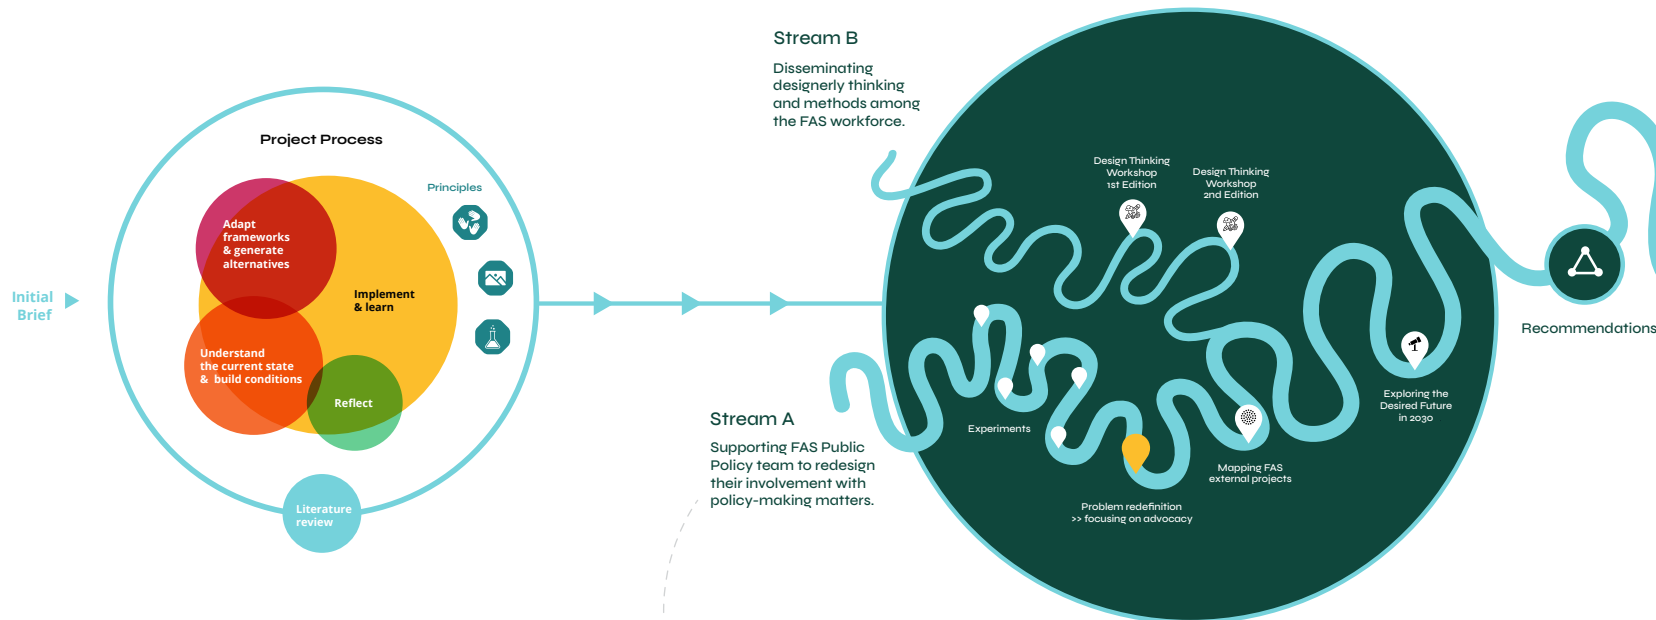 Initial
Brief
Project Process
Principles
Adapt
frameworks
& generate
alternatives
Implement
& learn
Understand
the current state
& build conditions
Reflect
Literature
review
Stream B
Disseminating
designerly thinking
and methods among
the FAS workforce.
Stream A
Supporting FAS Public
Policy team to redesign
their involvement with
policy-making matters.
Design Thinking
Workshop
1st Edition
Design Thinking
Workshop
2nd Edition
Experiments
Problem redefinition
>> focusing on advocacy
Mapping FAS
external projects
Exploring the
Desired Future
in 2030
Recommendations